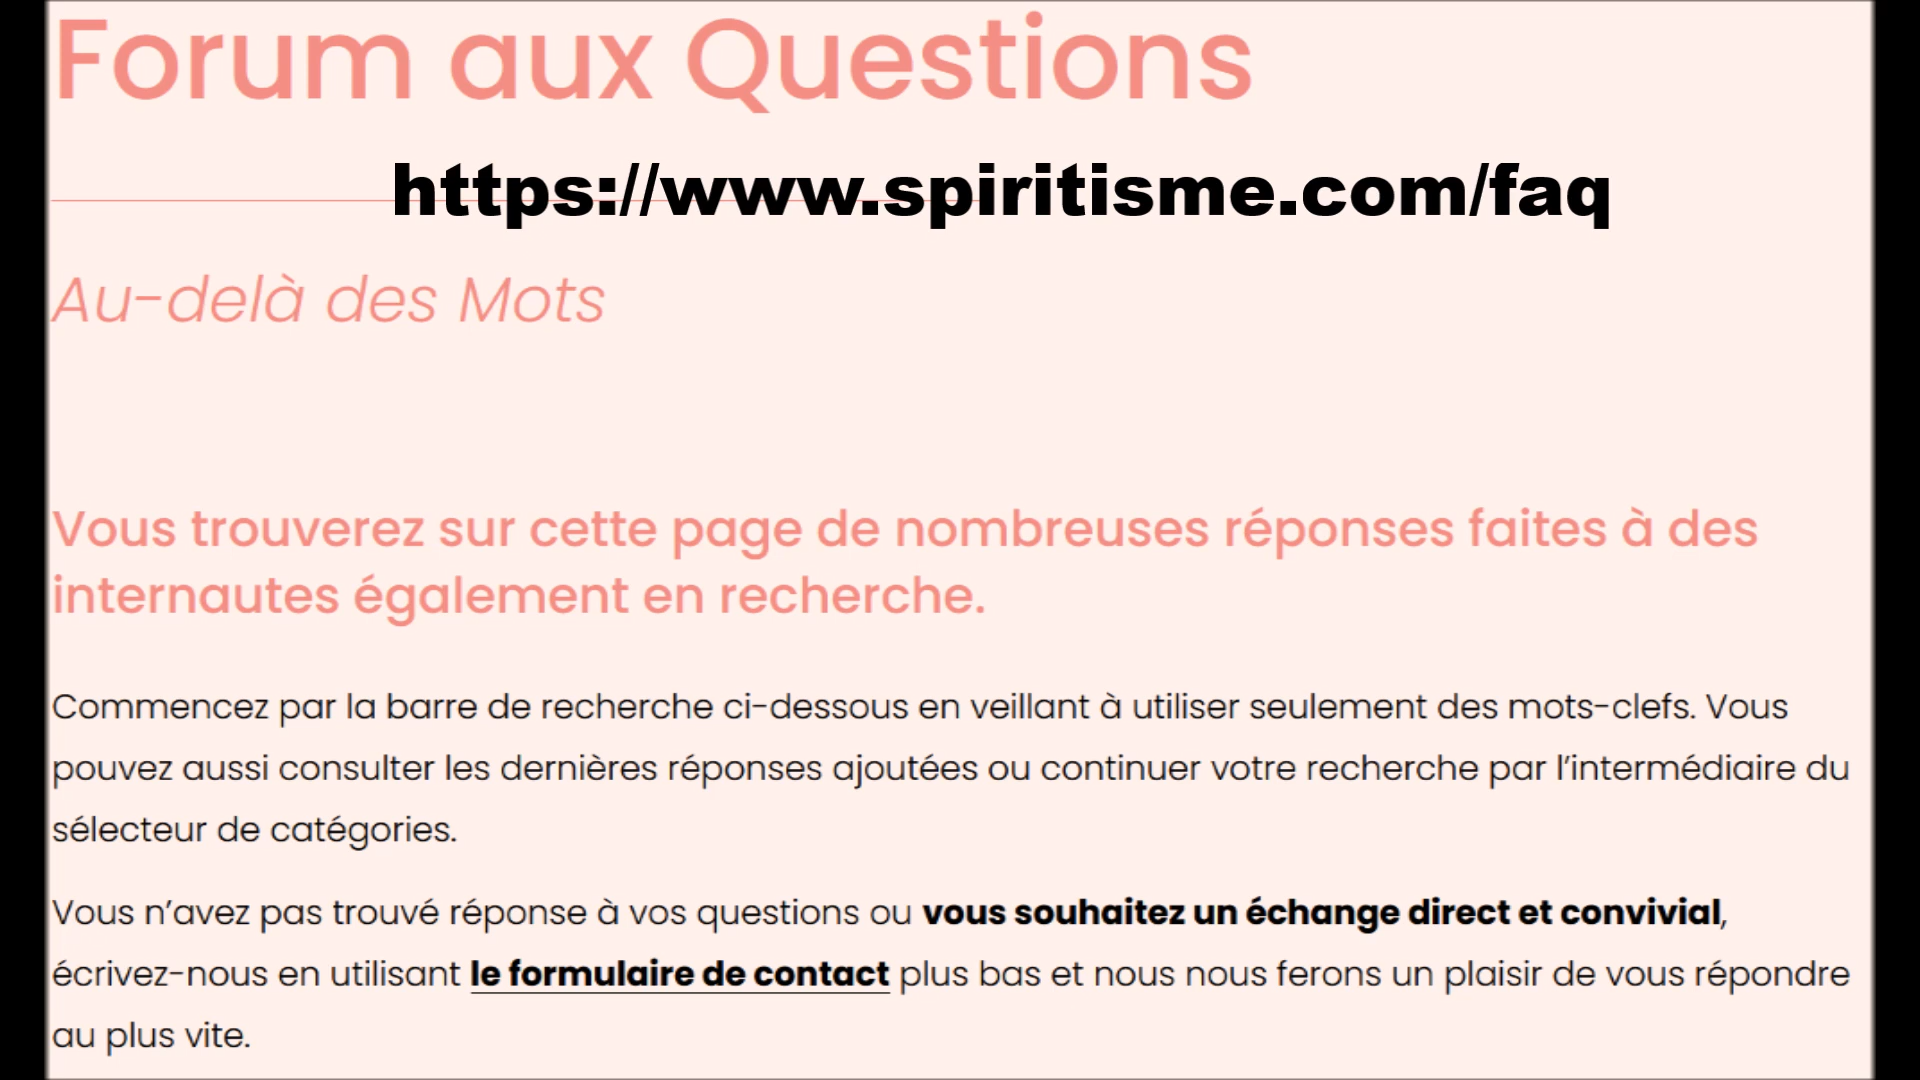 Forum aux Questions
https://www.spiritisme.com/faq
Au-delà des Mots
Vous trouverez sur cette page de nombreuses réponses faites à des
internautes également en recherche.
Commencez par la barre de recherche ci-dessous en veillant à utiliser seulement des mots-clefs. Vous
pouvez aussi consulter les dernières réponses ajoutées ou continuer votre recherche par l’intermédiaire du
sélecteur de catégories.
Vous n’avez pas trouvé réponse à vos questions ou vous souhaitez un échange direct et convivial,
écrivez-nous en utilisant le formulaire de contact plus bas et nous nous ferons un plaisir de vous répondre
au plus vite.